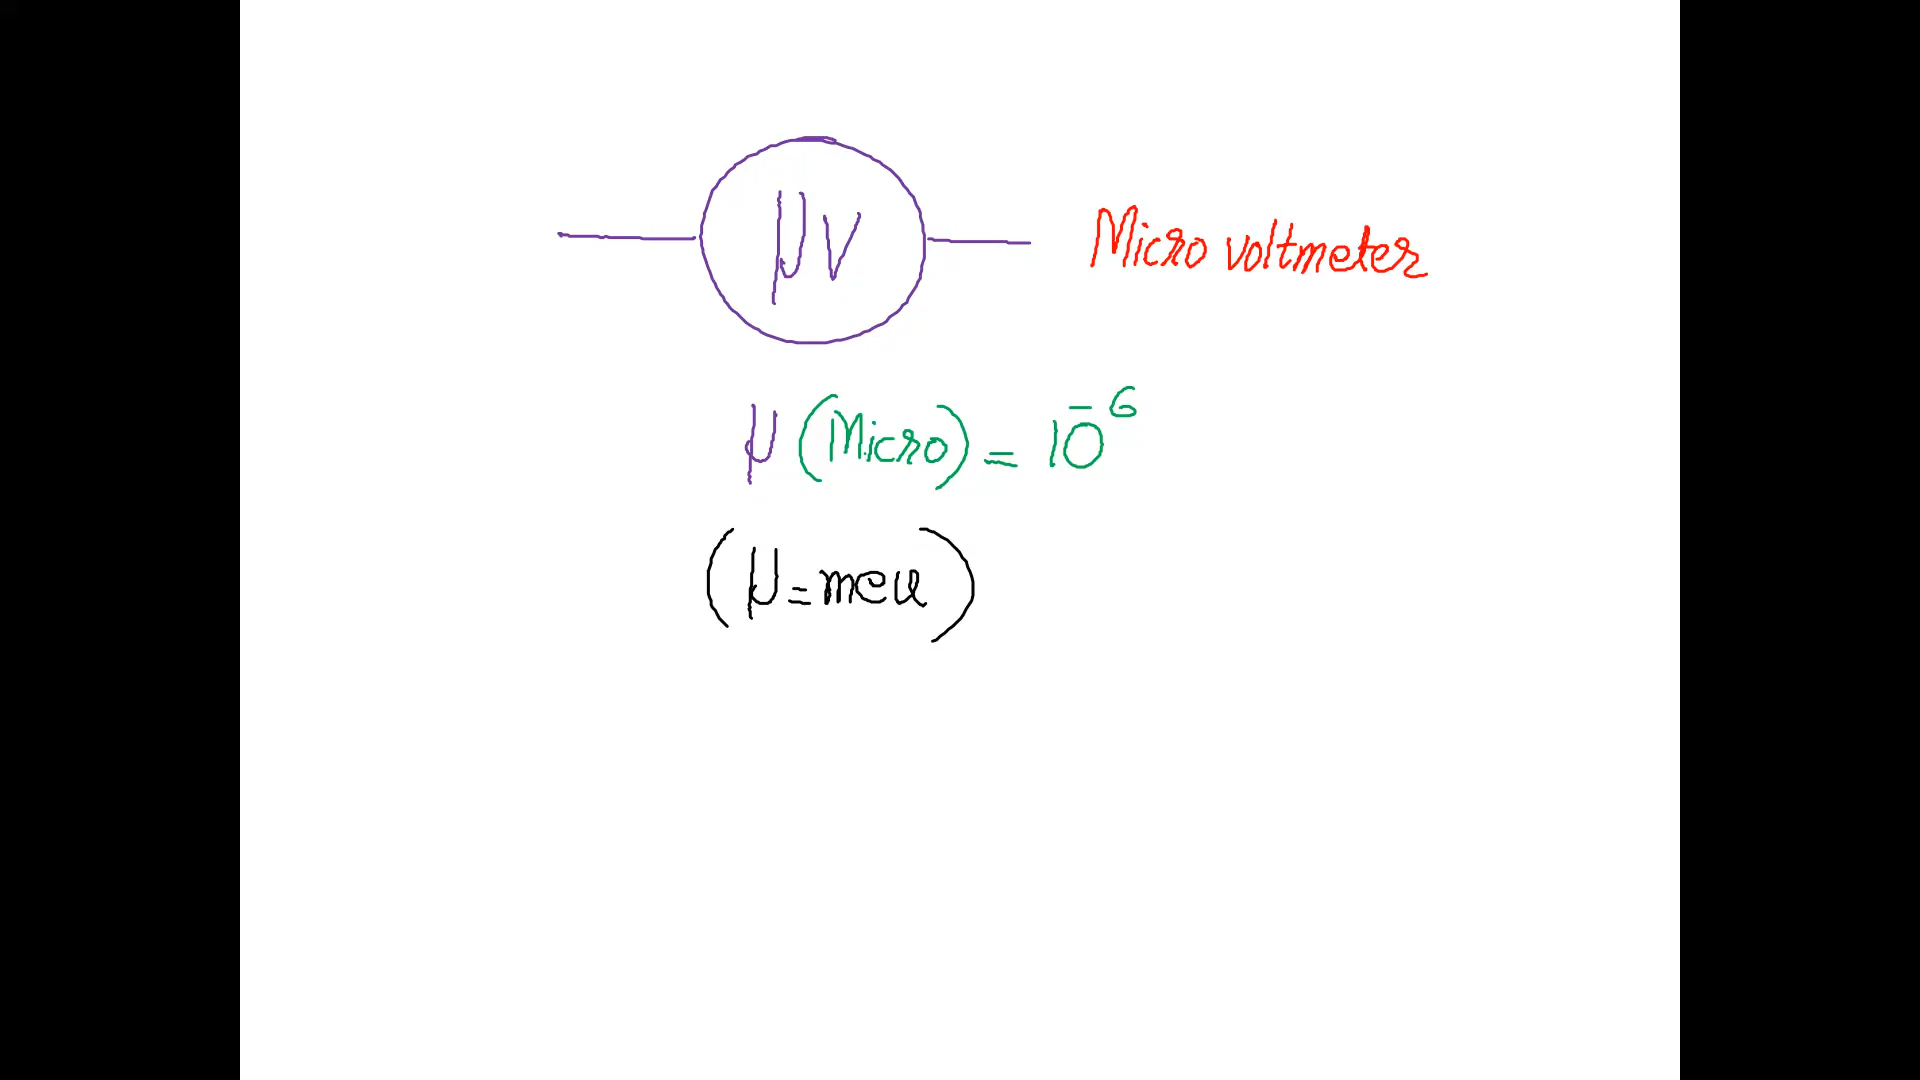 μV Micro voltmeter
μ (Micro) = 10⁻⁶
(μ = meu)